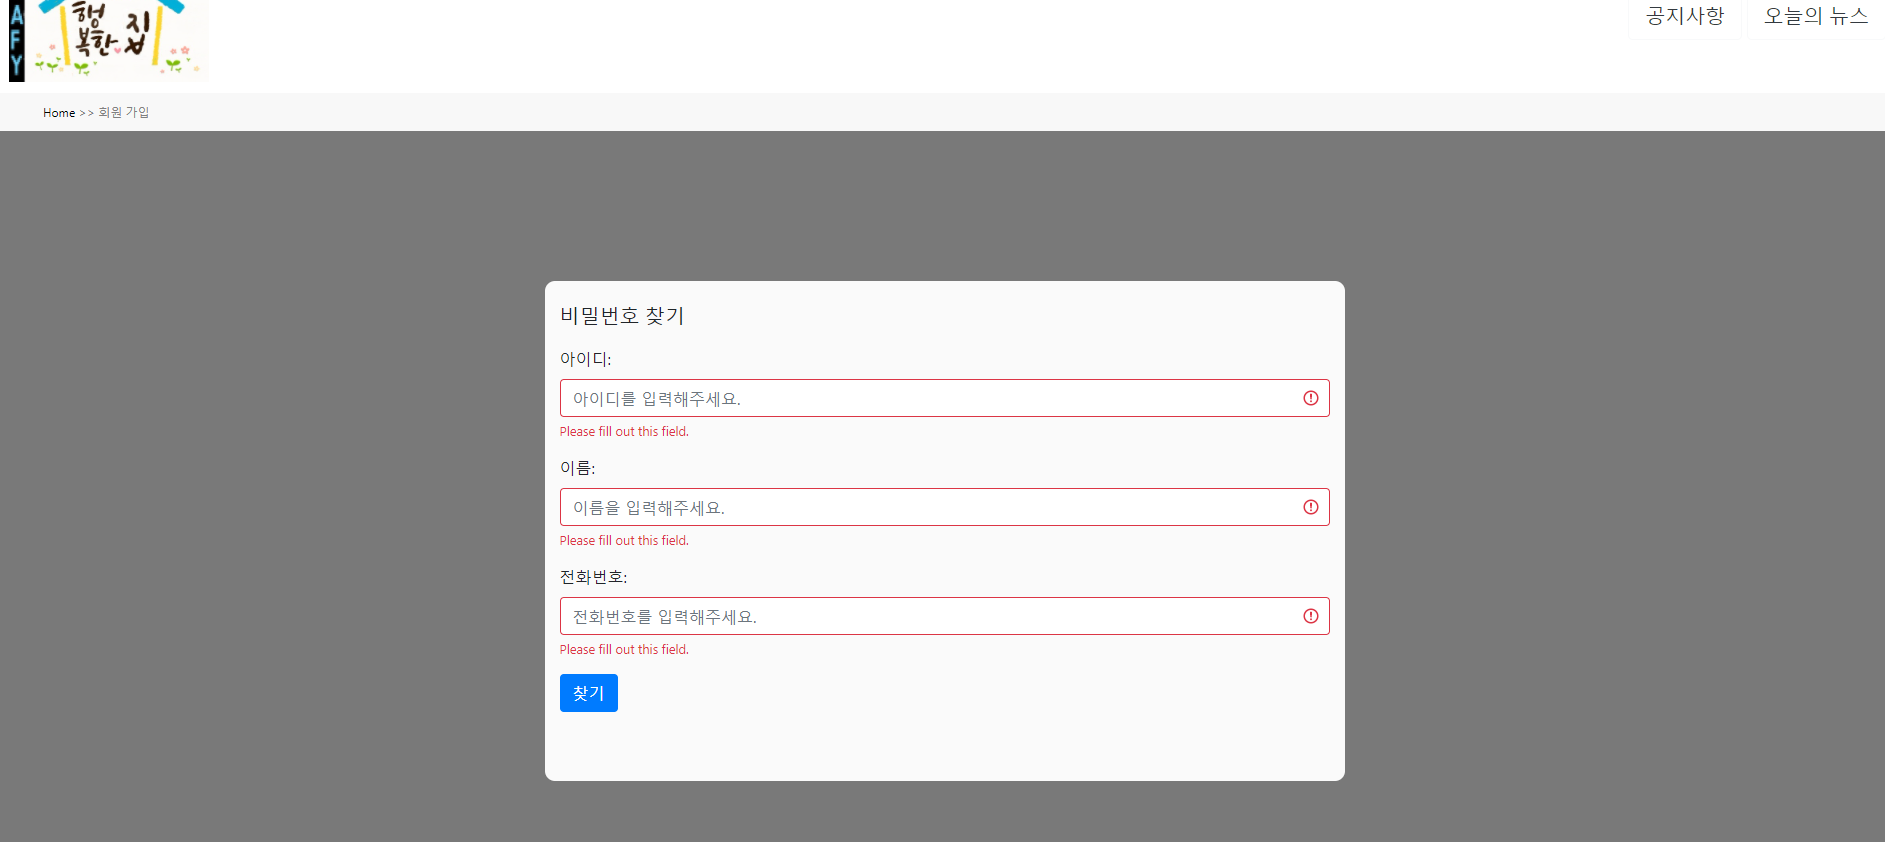 A
F
Y
행
복한 집
공지사항
오늘의 뉴스
Home >> 회원 가입
비밀번호 찾기
아이디:
아이디를 입력해주세요.
Please fill out this field.
이름:
이름을 입력해주세요.
Please fill out this field.
전화번호:
전화번호를 입력해주세요.
Please fill out this field.
찾기